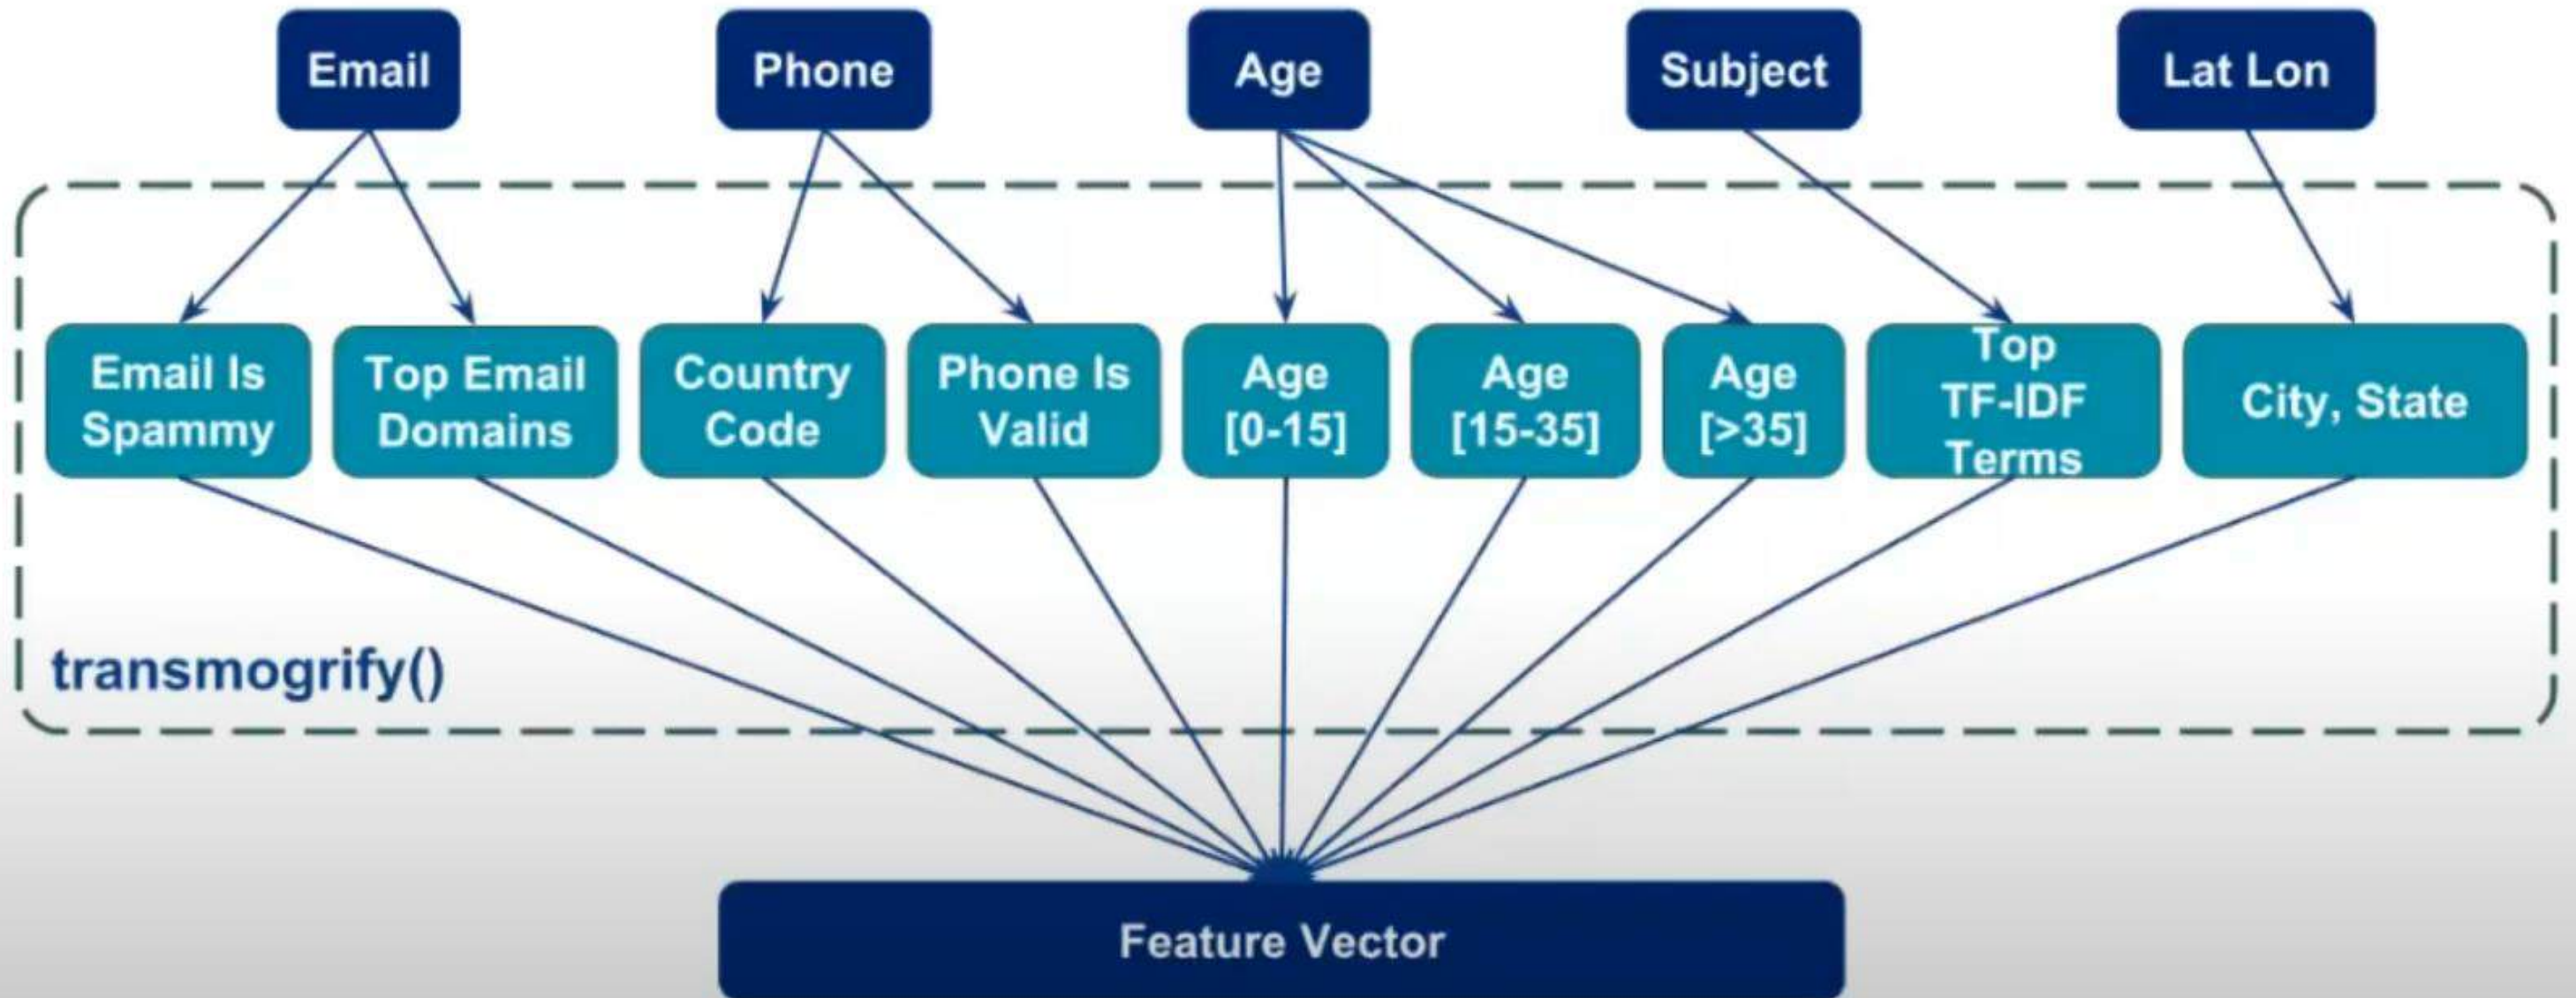 Email
Phone
Age
Subject
Lat Lon
Email Is
Spammy
Top Email
Domains
Country
Code
Phone Is
Valid
Age
[0-15]
Age
[15-35]
Age
[>35]
Top
TF-IDF
Terms
City, State
transmogrify()
Feature Vector